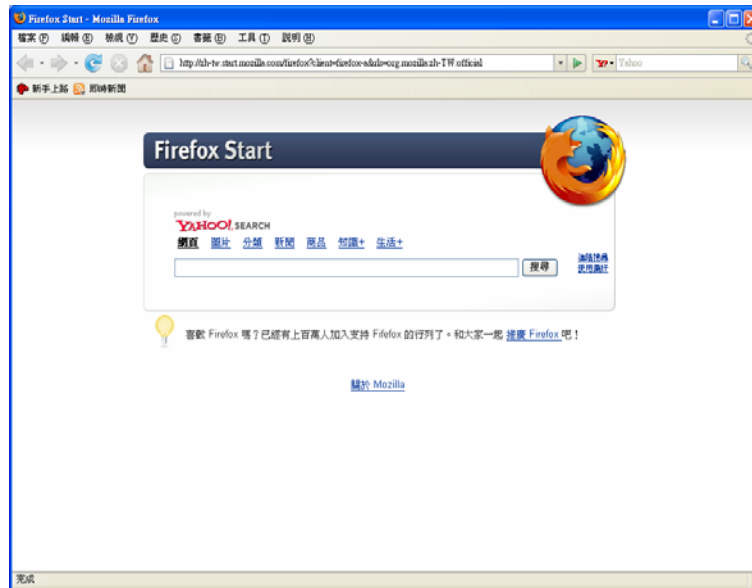 Firefox Start - Mozilla Firefox
檔案(F) 編輯(E) 檢視(V) 歷史(S) 書籤(B) 工具(T) 說明(H)
http://zh-tw.start.mozilla.com/firefox?client=firefox-a&rls=org.mozilla:zh-TW:official Yahoo
新手上路 即時新聞
Firefox Start
powered by
YAHOO! SEARCH
網頁 圖片 分類 新聞 商品 知識+ 生活+
搜尋
喜歡 Firefox 嗎？已經有上百萬人加入支持 Fifefox 的行列了。和大家一起 推廣 Firefox 吧！
關於 Mozilla
完成